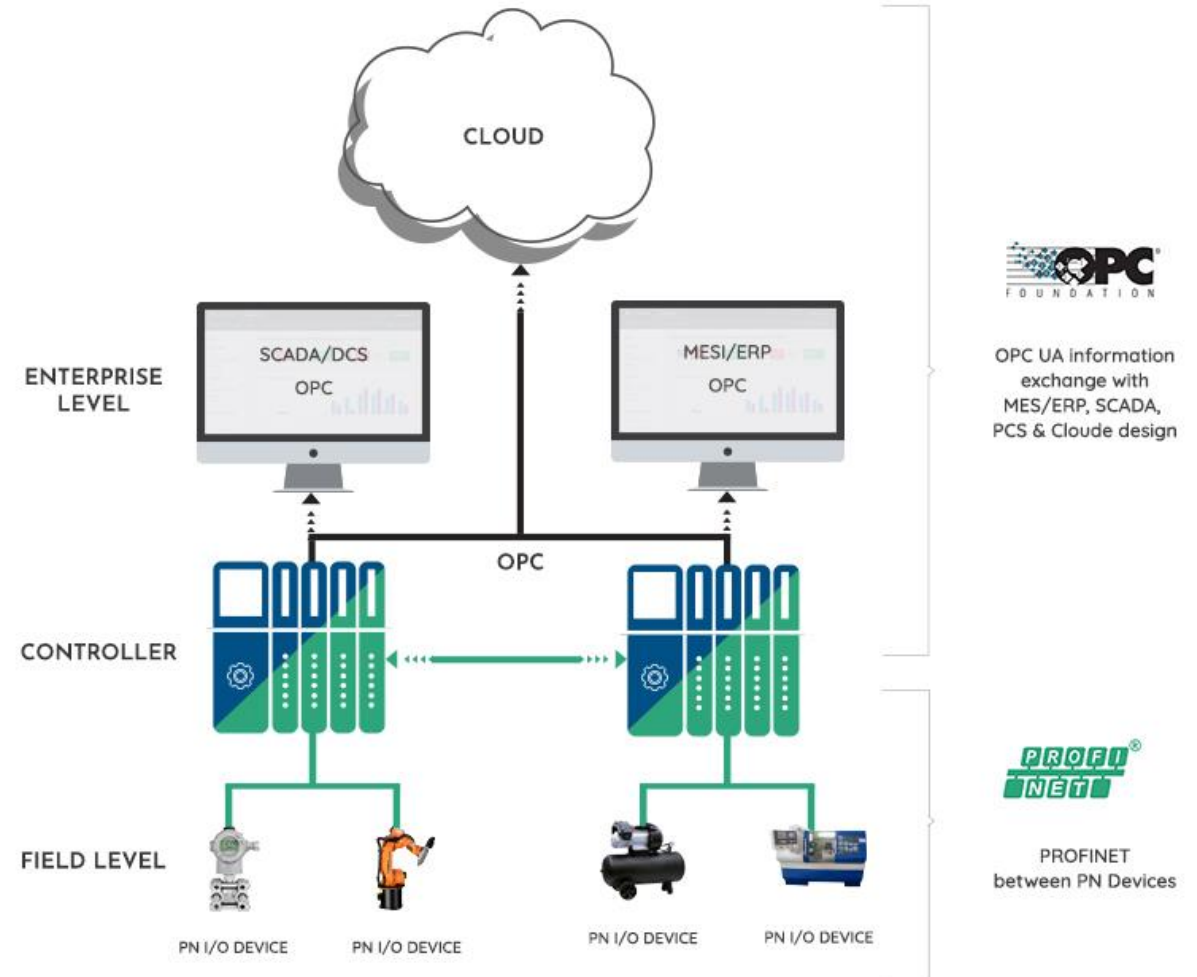 CLOUD
ENTERPRISE
LEVEL
SCADA/DCS
OPC
MESI/ERP
OPC
OPC
FOUNDATION
OPC UA information
exchange with
MES/ERP, SCADA,
PCS & Cloude design
OPC
CONTROLLER
PROFI®
NET
PROFINET
between PN Devices
FIELD LEVEL
PN I/O DEVICE
PN I/O DEVICE
PN I/O DEVICE
PN I/O DEVICE